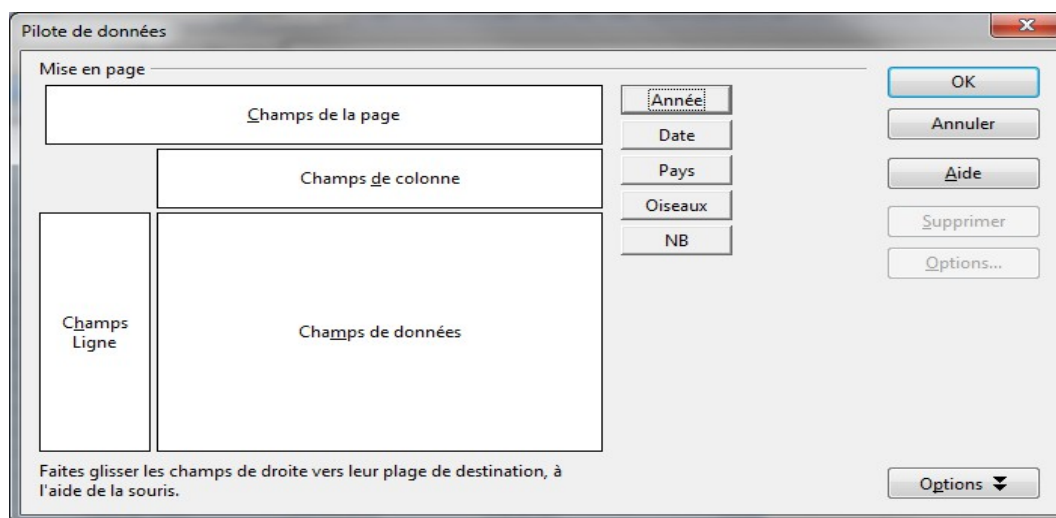 Pilote de données
Mise en page
Champs de la page
Champs de colonne
Champs
Ligne
Champs de données
Année
Date
Pays
Oiseaux
NB
OK
Annuler
Aide
Supprimer
Options...
Faites glisser les champs de droite vers leur plage de destination, à
l'aide de la souris.
Options